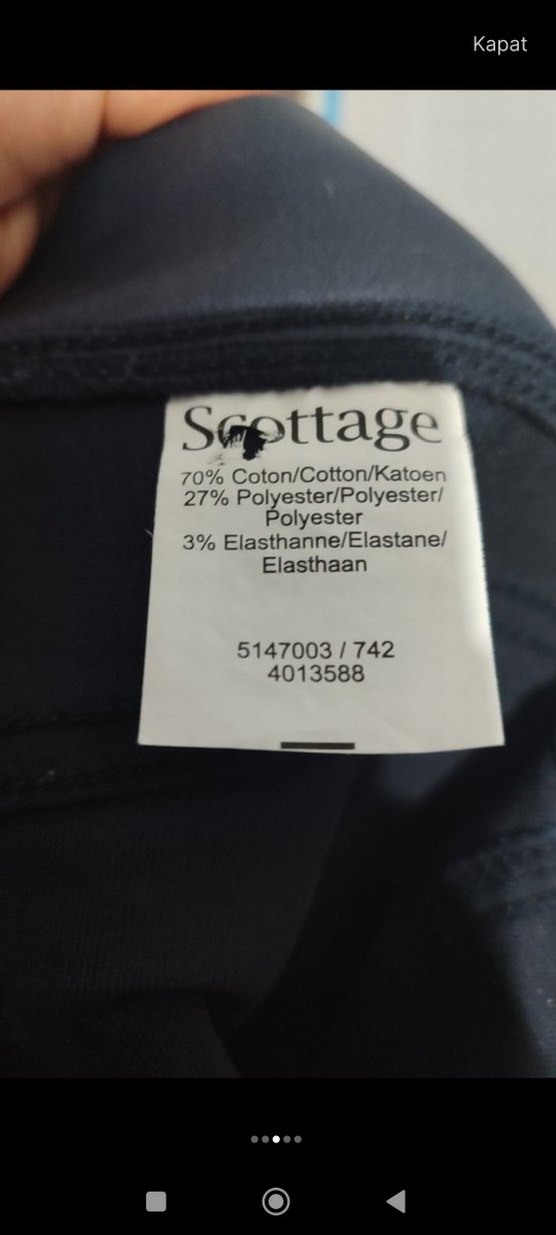 Kapat
Scottage
70% Coton/Cotton/Katoen
27% Polyester/Polyester/
Polyester
3% Elasthanne/Elastane/
Elasthaan
5147003 / 742
4013588